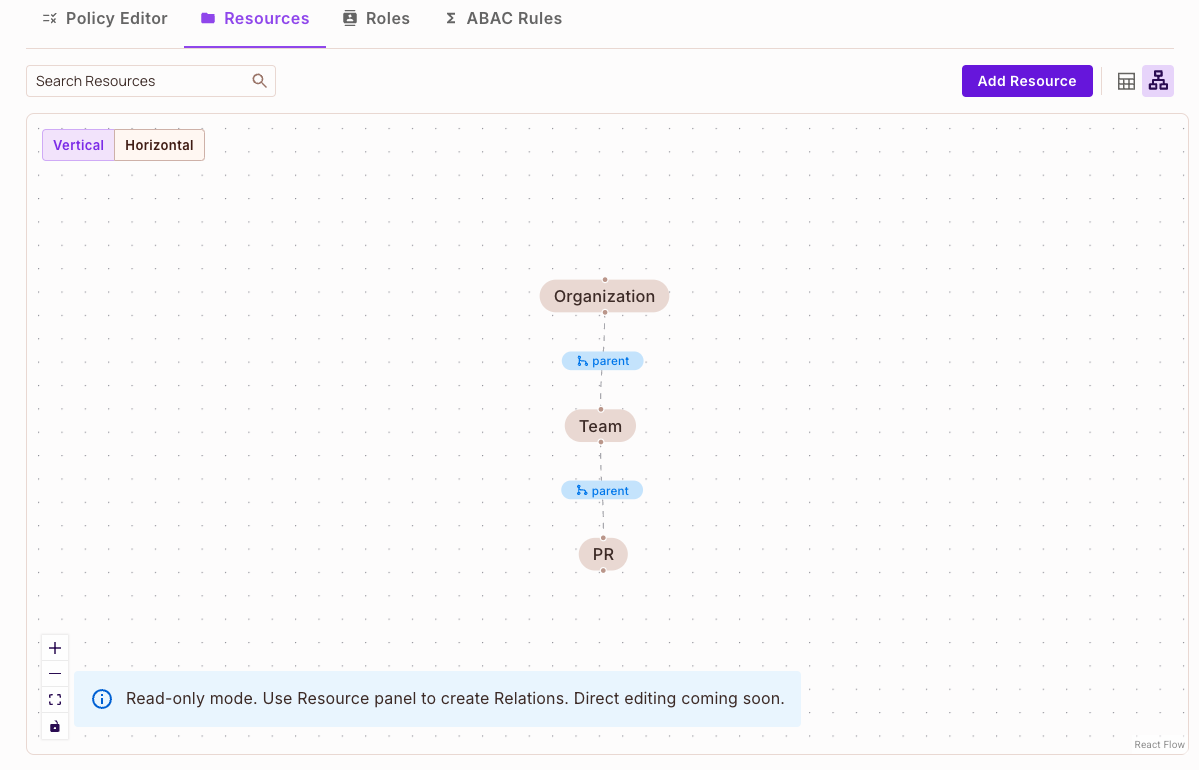 Policy Editor Resources Roles ABAC Rules
Search Resources Add Resource
Vertical Horizontal
Organization
parent
Team
parent
PR
Read-only mode. Use Resource panel to create Relations. Direct editing coming soon.
React Flow